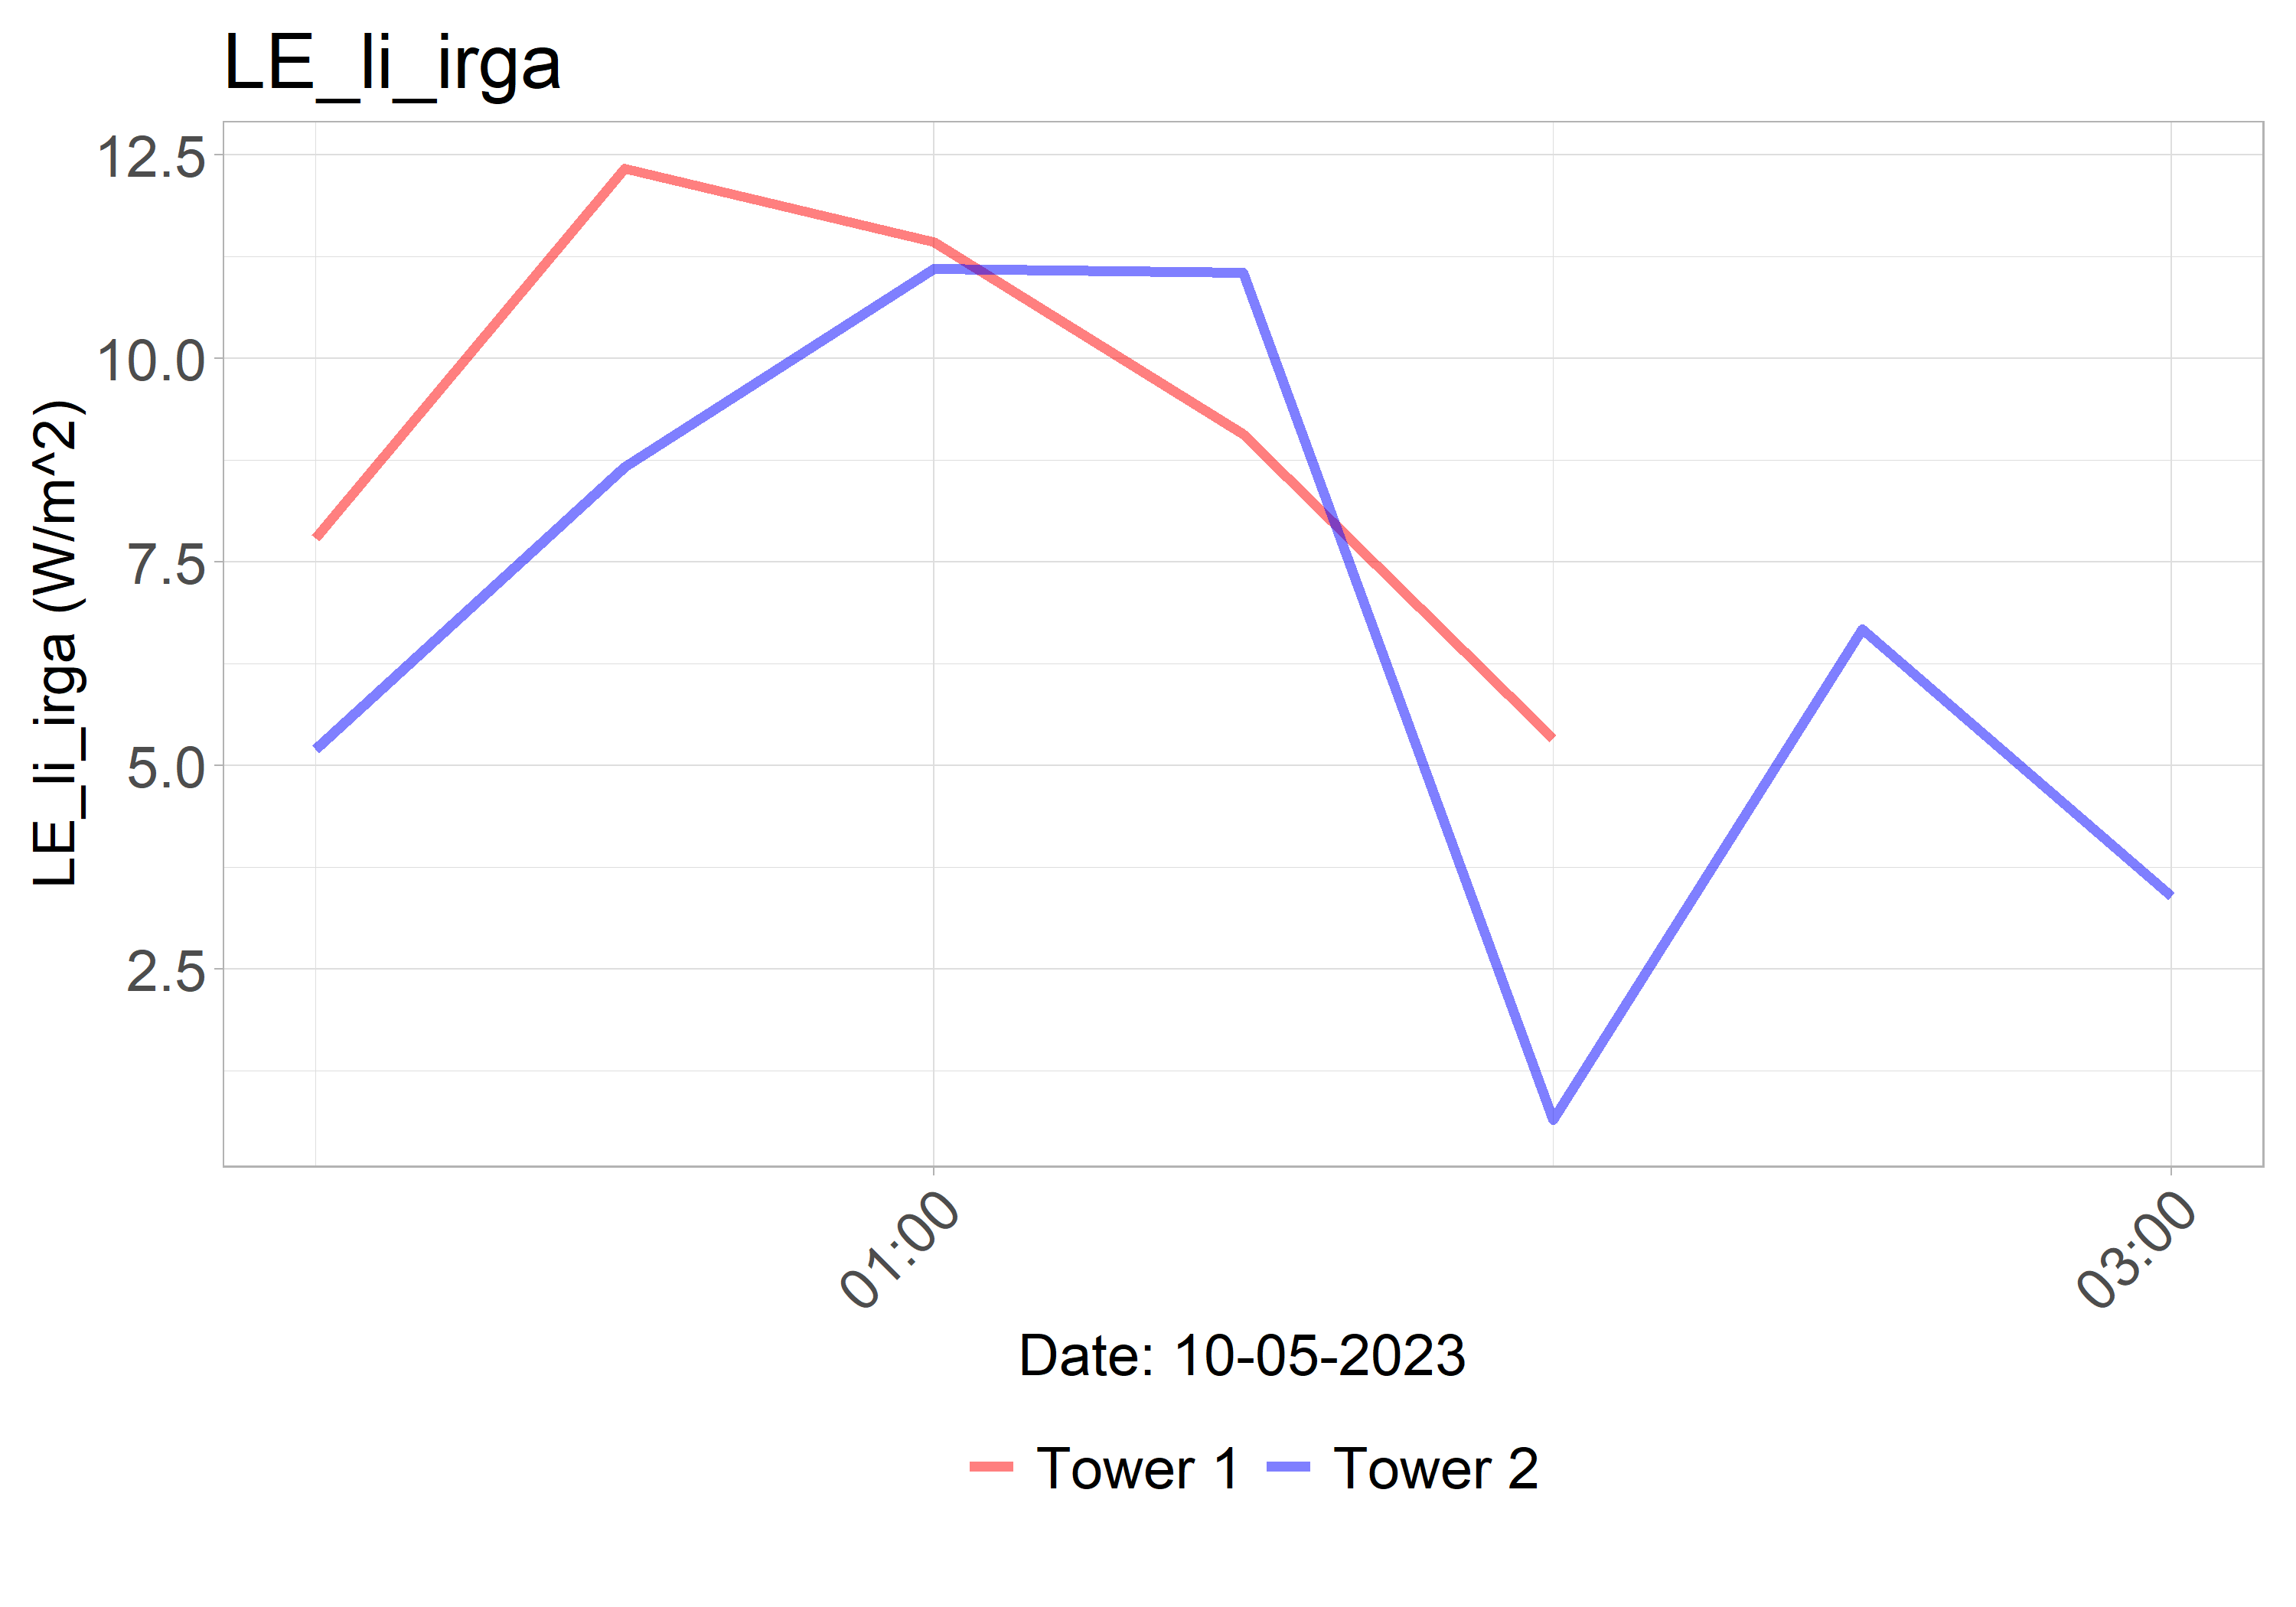 LE_li_irga
LE_li_irga (W/m^2)
12.5
10.0
7.5
5.0
2.5
01:00
03:00
Date: 10-05-2023
Tower 1
Tower 2